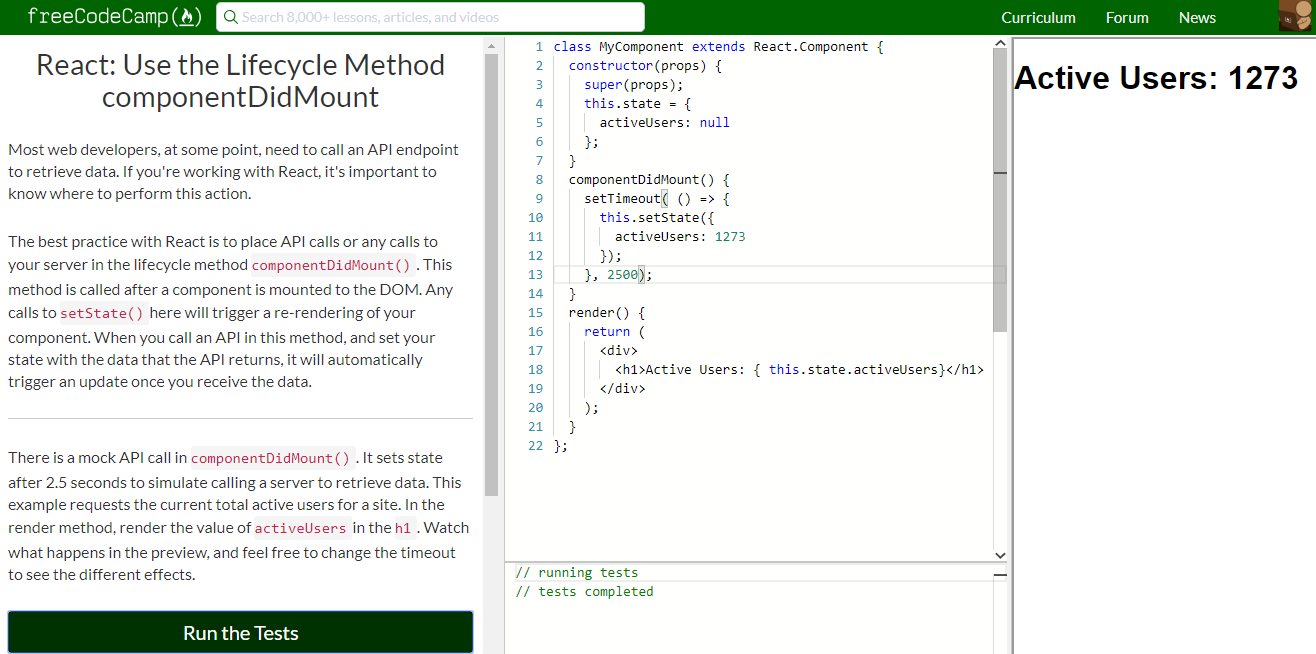 freeCodeCamp
Search 8,000+ lessons, articles, and videos
Curriculum
Forum
News
React: Use the Lifecycle Method
componentDidMount
Most web developers, at some point, need to call an API endpoint
to retrieve data. If you're working with React, it's important to
know where to perform this action.
The best practice with React is to place API calls or any calls to
your server in the lifecycle method componentDidMount(). This
method is called after a component is mounted to the DOM. Any
calls to setState() here will trigger a re-rendering of your
component. When you call an API in this method, and set your
state with the data that the API returns, it will automatically
trigger an update once you receive the data.
There is a mock API call in componentDidMount(). It sets state
after 2.5 seconds to simulate calling a server to retrieve data. This
example requests the current total active users for a site. In the
render method, render the value of activeUsers in the h1. Watch
what happens in the preview, and feel free to change the timeout
to see the different effects.
Run the Tests
1 class MyComponent extends React.Component {
2   constructor(props) {
3     super(props);
4     this.state = {
5       activeUsers: null
6     };
7   }
8   componentDidMount() {
9     setTimeout( () => {
10       this.setState({
11         activeUsers: 1273
12       });
13     }, 2500);
14   }
15   render() {
16     return (
17       <div>
18         <h1>Active Users: { this.state.activeUsers}</h1>
19       </div>
20     );
21   }
22 };
// running tests
// tests completed
Active Users: 1273